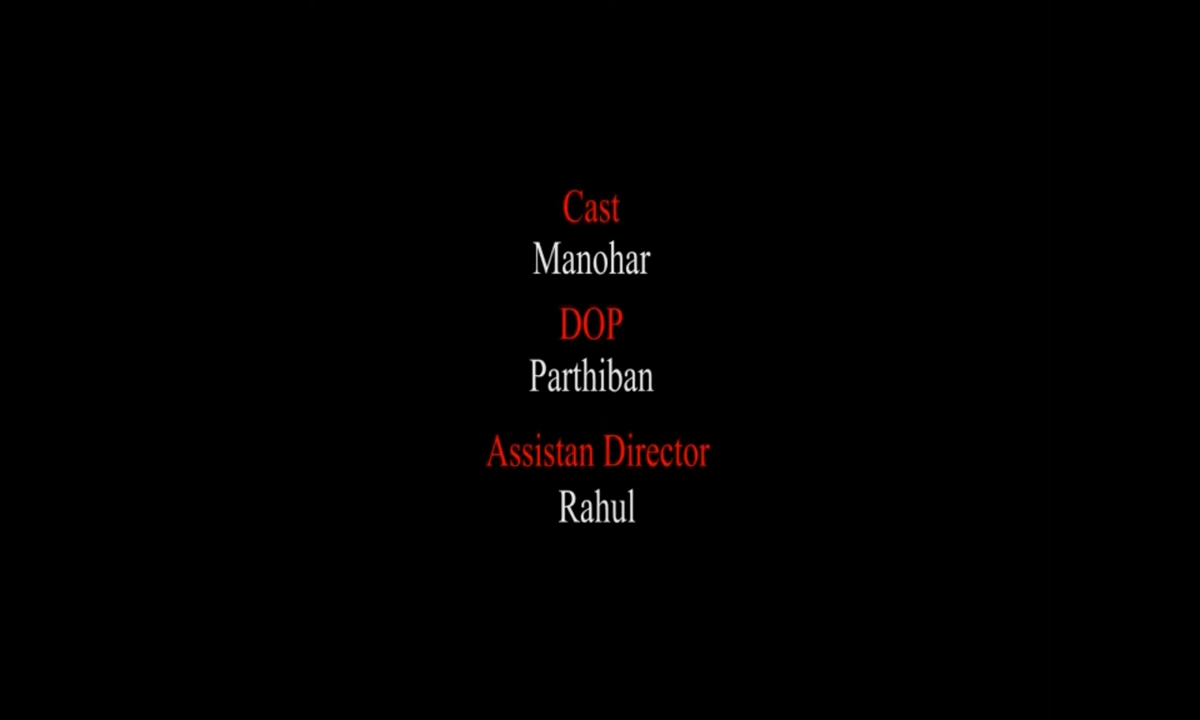 Cast
Manohar
DOP
Parthiban
Assistan Director
Rahul